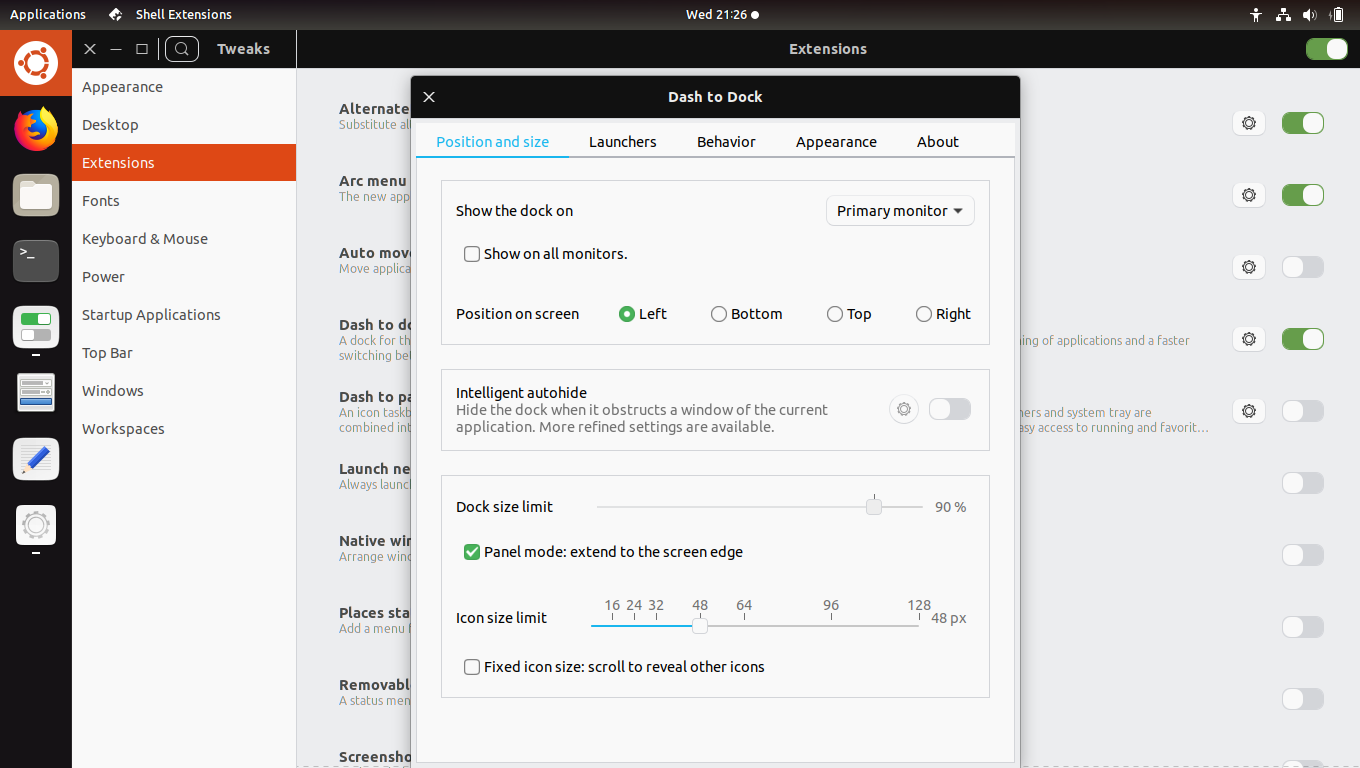 Applications Shell Extensions Wed 21:26
Tweaks Extensions
Appearance
Desktop
Extensions
Fonts
Keyboard & Mouse
Power
Startup Applications
Top Bar
Windows
Workspaces
Alternate
Substitute al
Arc menu
The new app
Auto move
Move applica
Dash to do
A dock for th
ing of applications and a faster
switching be
Dash to pa
An icon taskb
ners and system tray are
combined int
asy access to running and favorit…
Launch ne
Always launc
Native win
Arrange wind
Places sta
Add a menu f
Removabl
A status men
Screensho
Dash to Dock
Position and size Launchers Behavior Appearance About
Show the dock on Primary monitor
Show on all monitors.
Position on screen Left Bottom Top Right
Intelligent autohide
Hide the dock when it obstructs a window of the current
application. More refined settings are available.
Dock size limit 90 %
Panel mode: extend to the screen edge
16 24 32 48 64 96 128
Icon size limit 48 px
Fixed icon size: scroll to reveal other icons